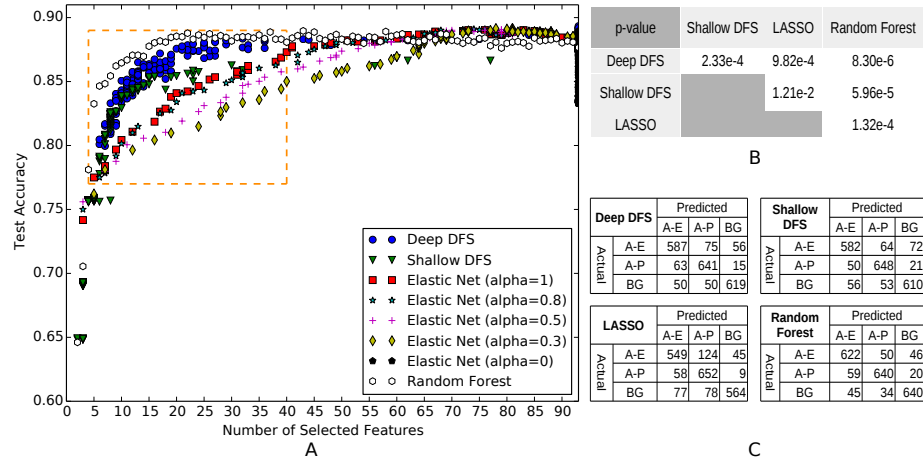 0.90
0.85
0.80
0.75
0.70
0.65
0.60
Test Accuracy
0 5 10 15 20 25 30 35 40 45 50 55 60 65 70 75 80 85 90
Number of Selected Features
Deep DFS
Shallow DFS
Elastic Net (alpha=1)
Elastic Net (alpha=0.8)
Elastic Net (alpha=0.5)
Elastic Net (alpha=0.3)
Elastic Net (alpha=0)
Random Forest
A
p-value Shallow DFS LASSO Random Forest
Deep DFS 2.33e-4 9.82e-4 8.30e-6
Shallow DFS 1.21e-2 5.96e-5
LASSO 1.32e-4
B
Deep DFS Predicted
A-E A-P BG
Actual
A-E 587 75 56
A-P 63 641 15
BG 50 50 619
Shallow DFS Predicted
A-E A-P BG
Actual
A-E 582 64 72
A-P 50 648 21
BG 56 53 610
LASSO Predicted
A-E A-P BG
Actual
A-E 549 124 45
A-P 58 652 9
BG 77 78 564
Random Forest Predicted
A-E A-P BG
Actual
A-E 622 50 46
A-P 59 640 20
BG 45 34 640
C